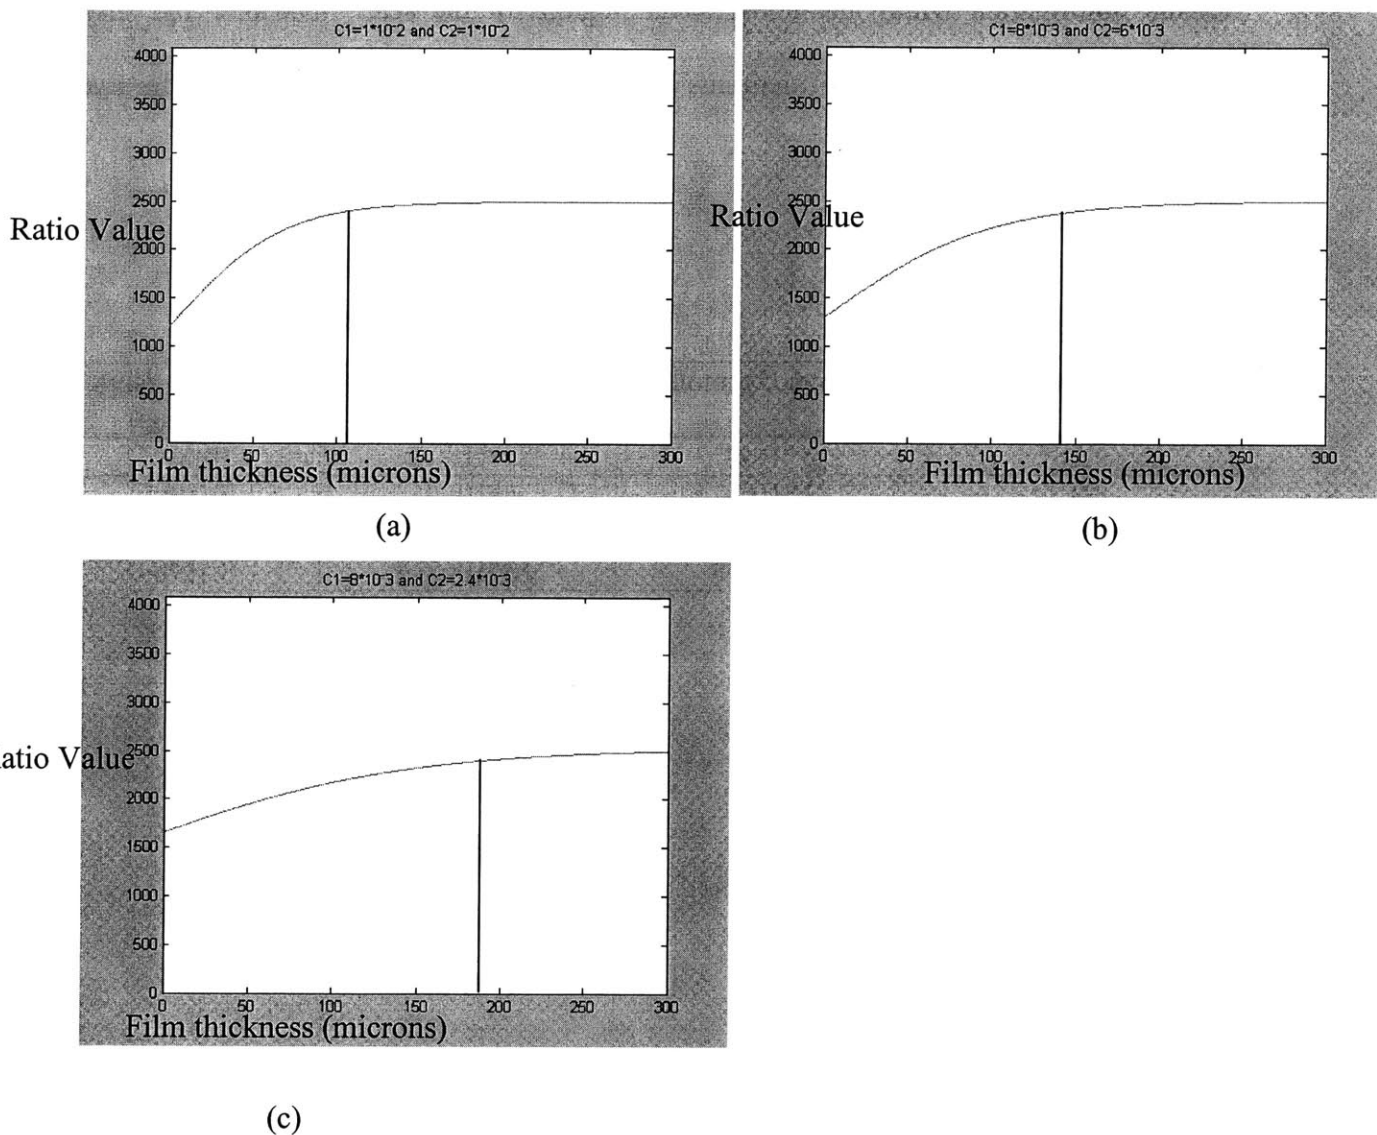 C1=1*10^-2 and C2=1*10^-2
4000
3500
3000
2500
2000
1500
1000
500
0
Ratio Value
0 50 100 150 200 250 300
Film thickness (microns)
(a)
C1=8*10^-3 and C2=6*10^-3
4000
3500
3000
2500
2000
1500
1000
500
0
Ratio Value
0 50 100 150 200 250 300
Film thickness (microns)
(b)
C1=8*10^-3 and C2=2.4*10^-3
4000
3500
3000
2500
2000
1500
1000
500
0
atio Value
0 50 100 150 200 250 300
Film thickness (microns)
(c)